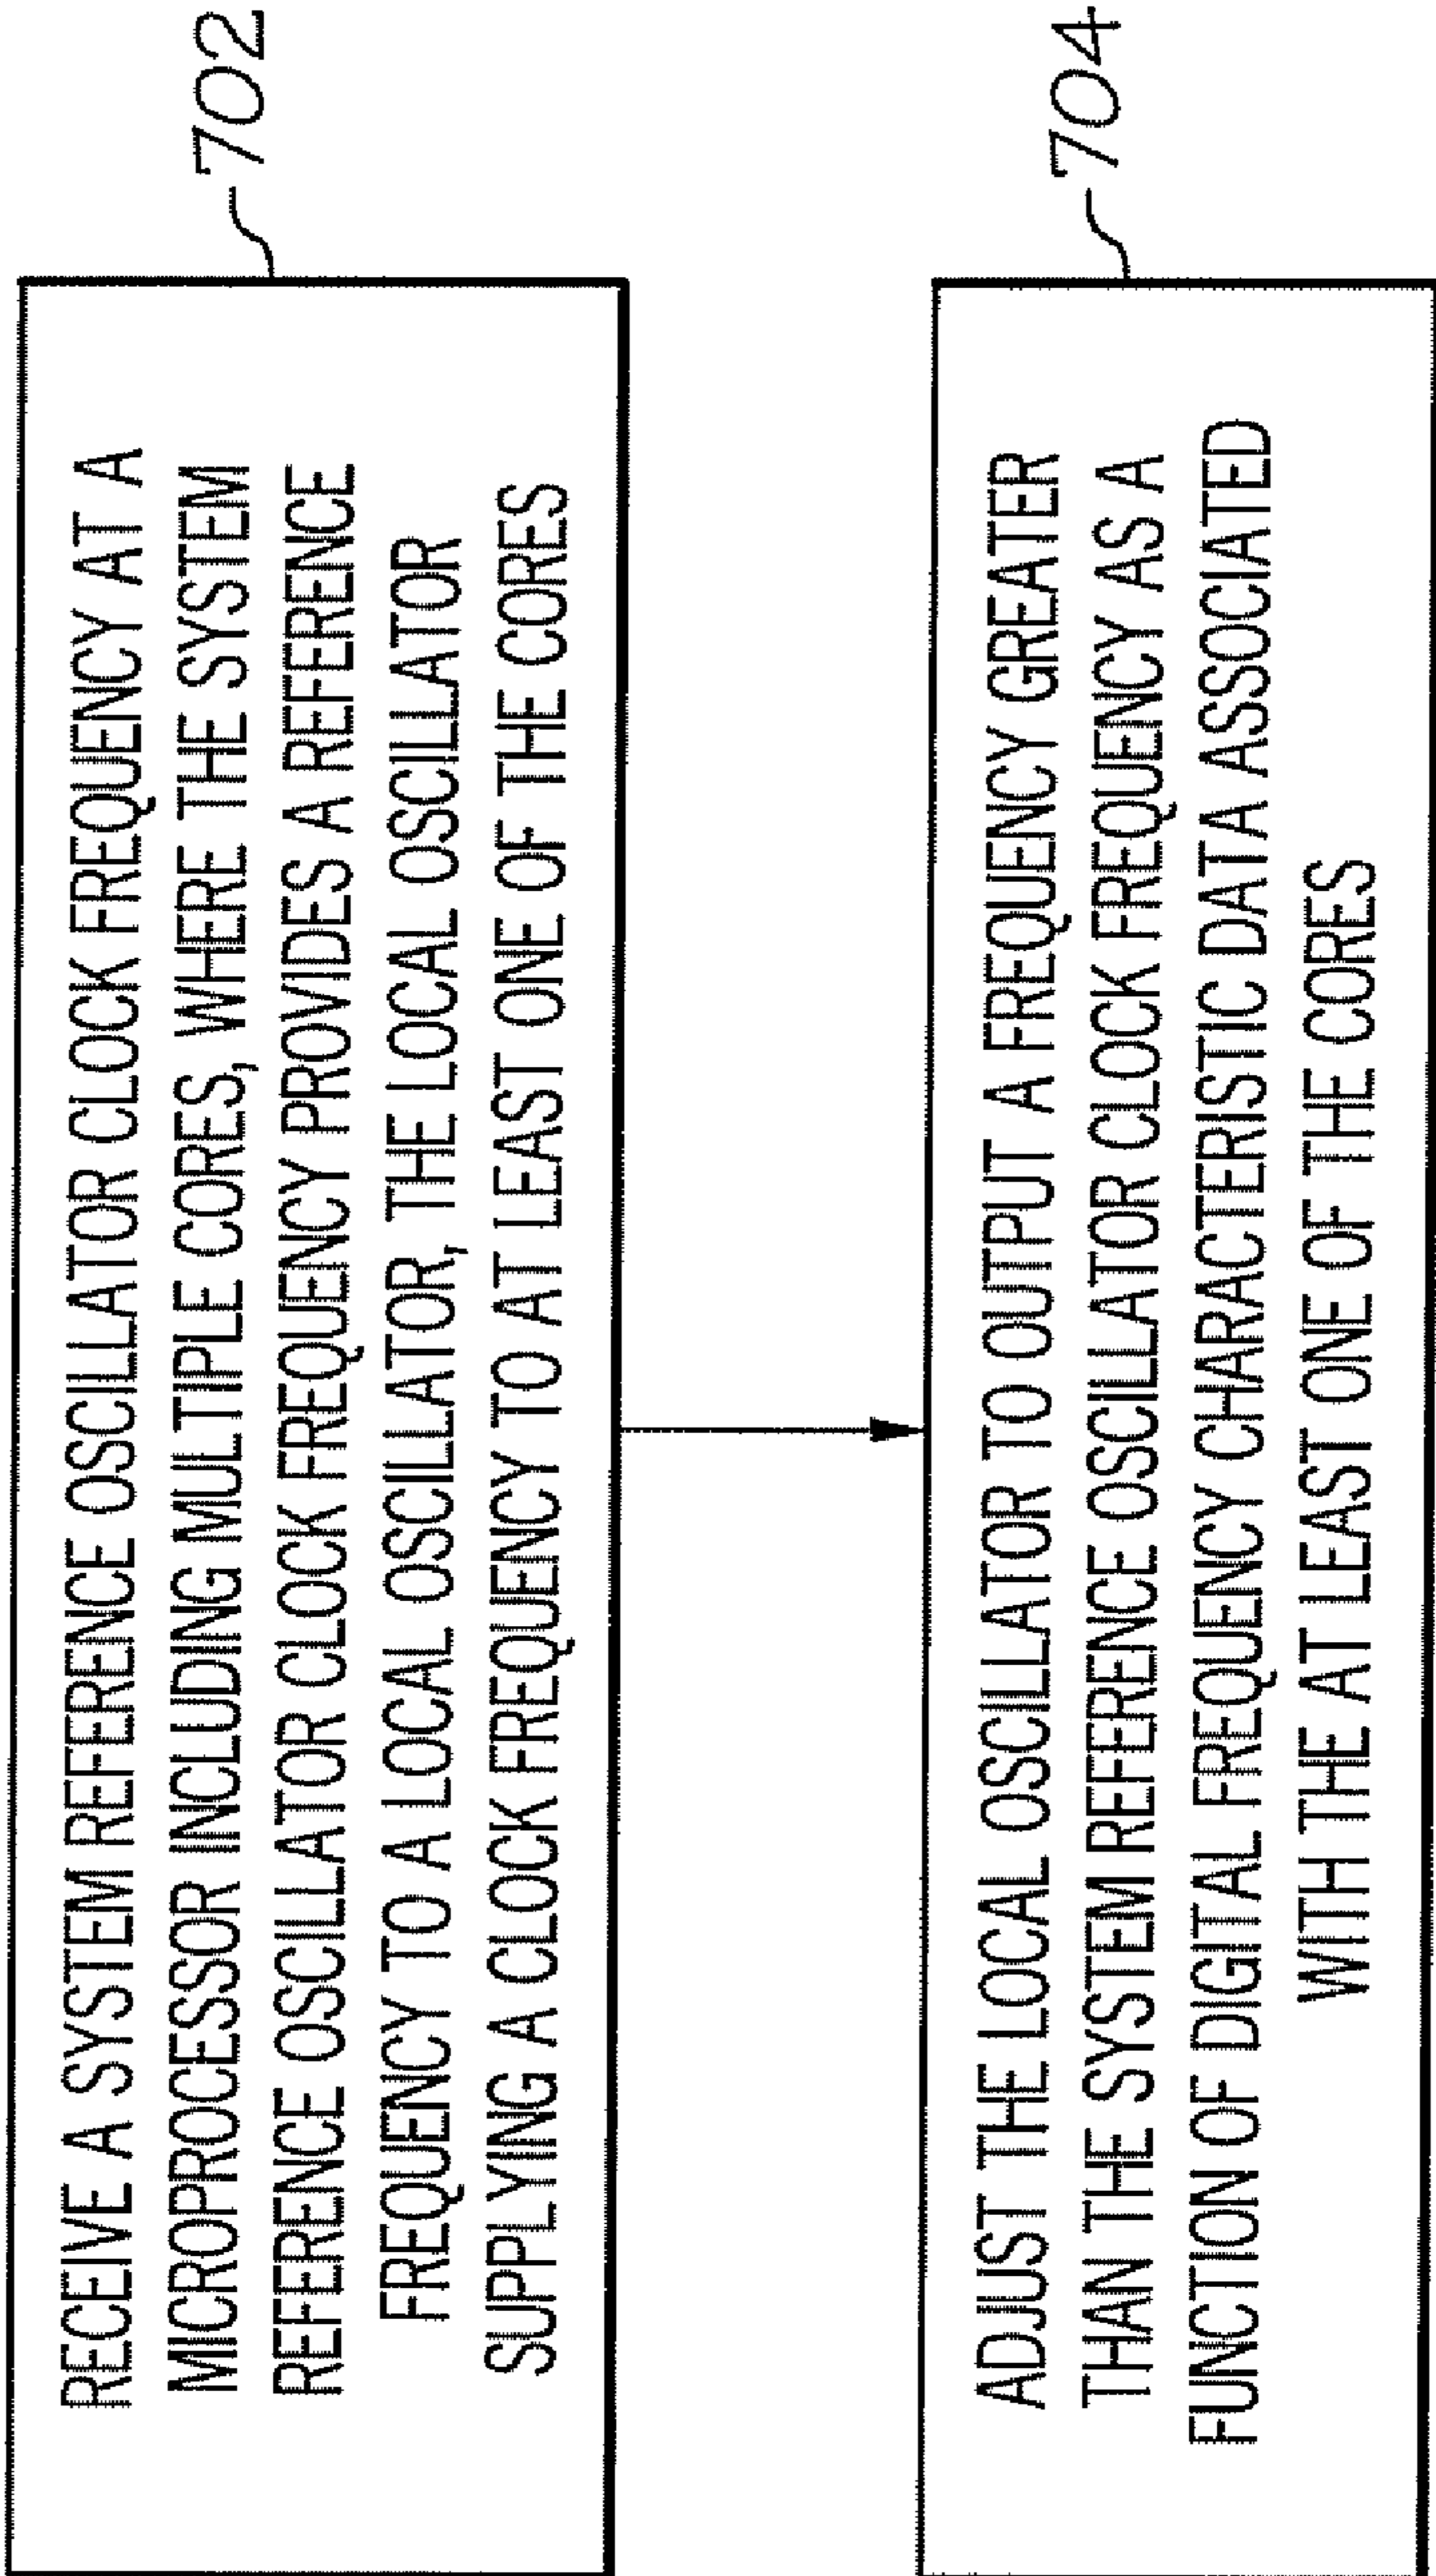 RECEIVE A SYSTEM REFERENCE OSCILLATOR CLOCK FREQUENCY AT A
MICROPROCESSOR INCLUDING MULTIPLE CORES, WHERE THE SYSTEM
REFERENCE OSCILLATOR CLOCK FREQUENCY PROVIDES A REFERENCE
FREQUENCY TO A LOCAL OSCILLATOR, THE LOCAL OSCILLATOR
SUPPLYING A CLOCK FREQUENCY TO AT LEAST ONE OF THE CORES
702
ADJUST THE LOCAL OSCILLATOR TO OUTPUT A FREQUENCY GREATER
THAN THE SYSTEM REFERENCE OSCILLATOR CLOCK FREQUENCY AS A
FUNCTION OF DIGITAL FREQUENCY CHARACTERISTIC DATA ASSOCIATED
WITH THE AT LEAST ONE OF THE CORES
704